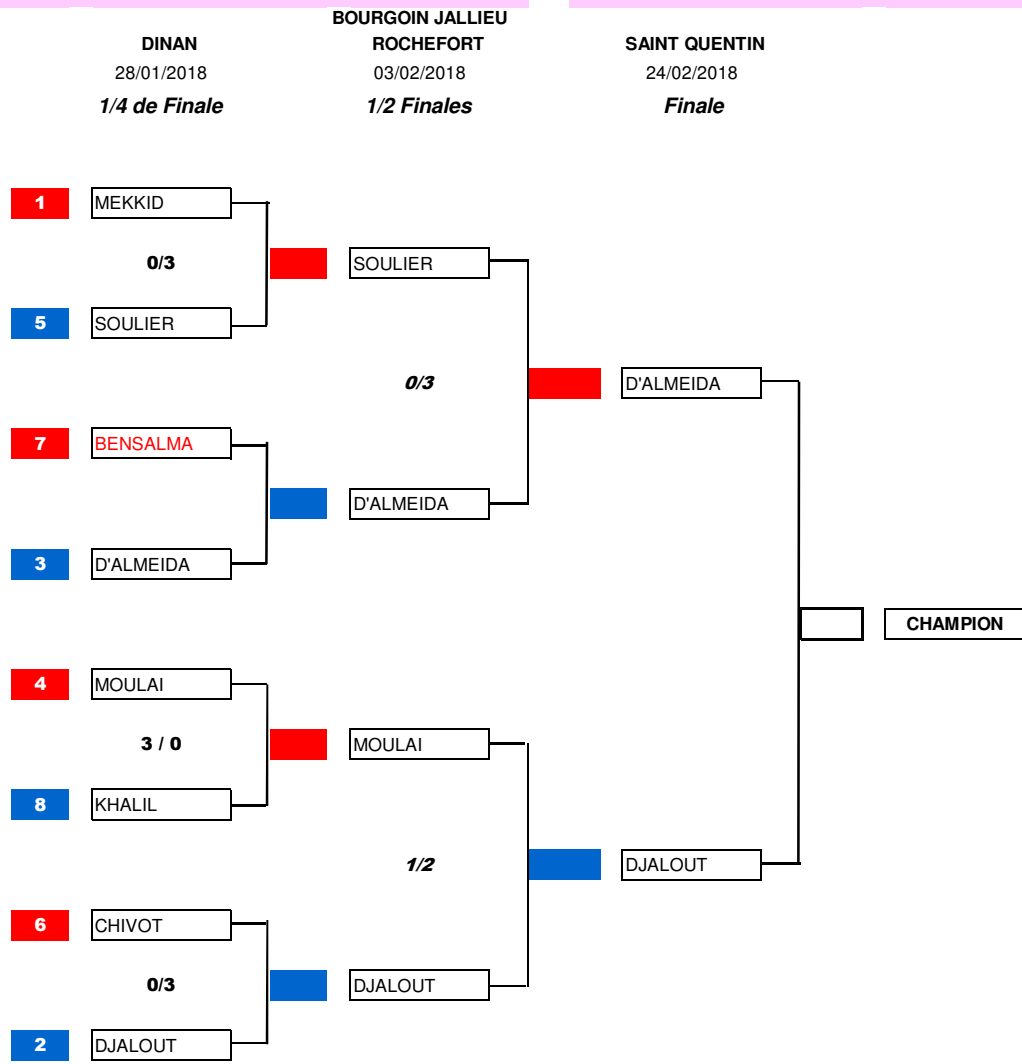 BOURGOIN JALLIEU
DINAN ROCHEFORT SAINT QUENTIN
28/01/2018 03/02/2018 24/02/2018
1/4 de Finale 1/2 Finales Finale
1 MEKKID
0/3 SOULIER
5 SOULIER
0/3 D'ALMEIDA
7 BENSALMA
D'ALMEIDA
3 D'ALMEIDA
CHAMPION
4 MOULAI
3 / 0 MOULAI
8 KHALIL
1/2 DJALOUT
6 CHIVOT
0/3 DJALOUT
2 DJALOUT